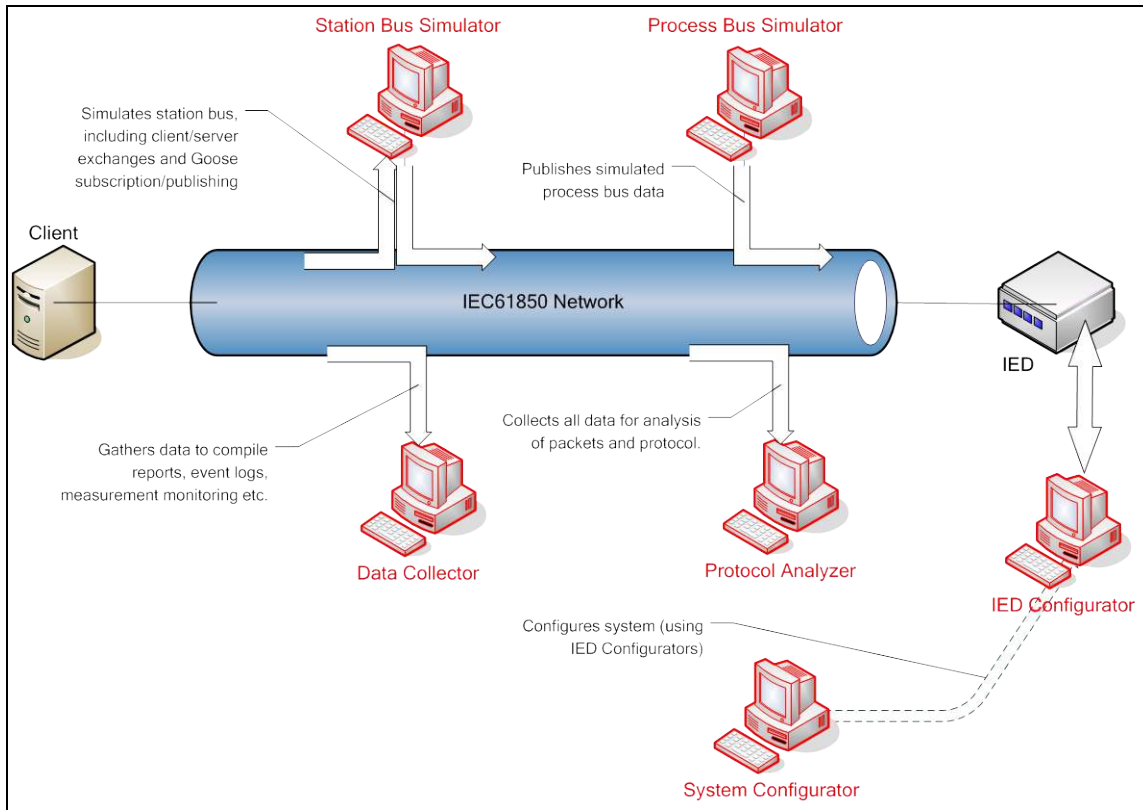 Station Bus Simulator
Process Bus Simulator
Simulates station bus,
including client/server
exchanges and Goose
subscription/publishing
Publishes simulated
process bus data
Client
IEC61850 Network
IED
Gathers data to compile
reports, event logs,
measurement monitoring etc.
Collects all data for analysis
of packets and protocol.
Data Collector
Protocol Analyzer
IED Configurator
Configures system (using
IED Configurators)
System Configurator